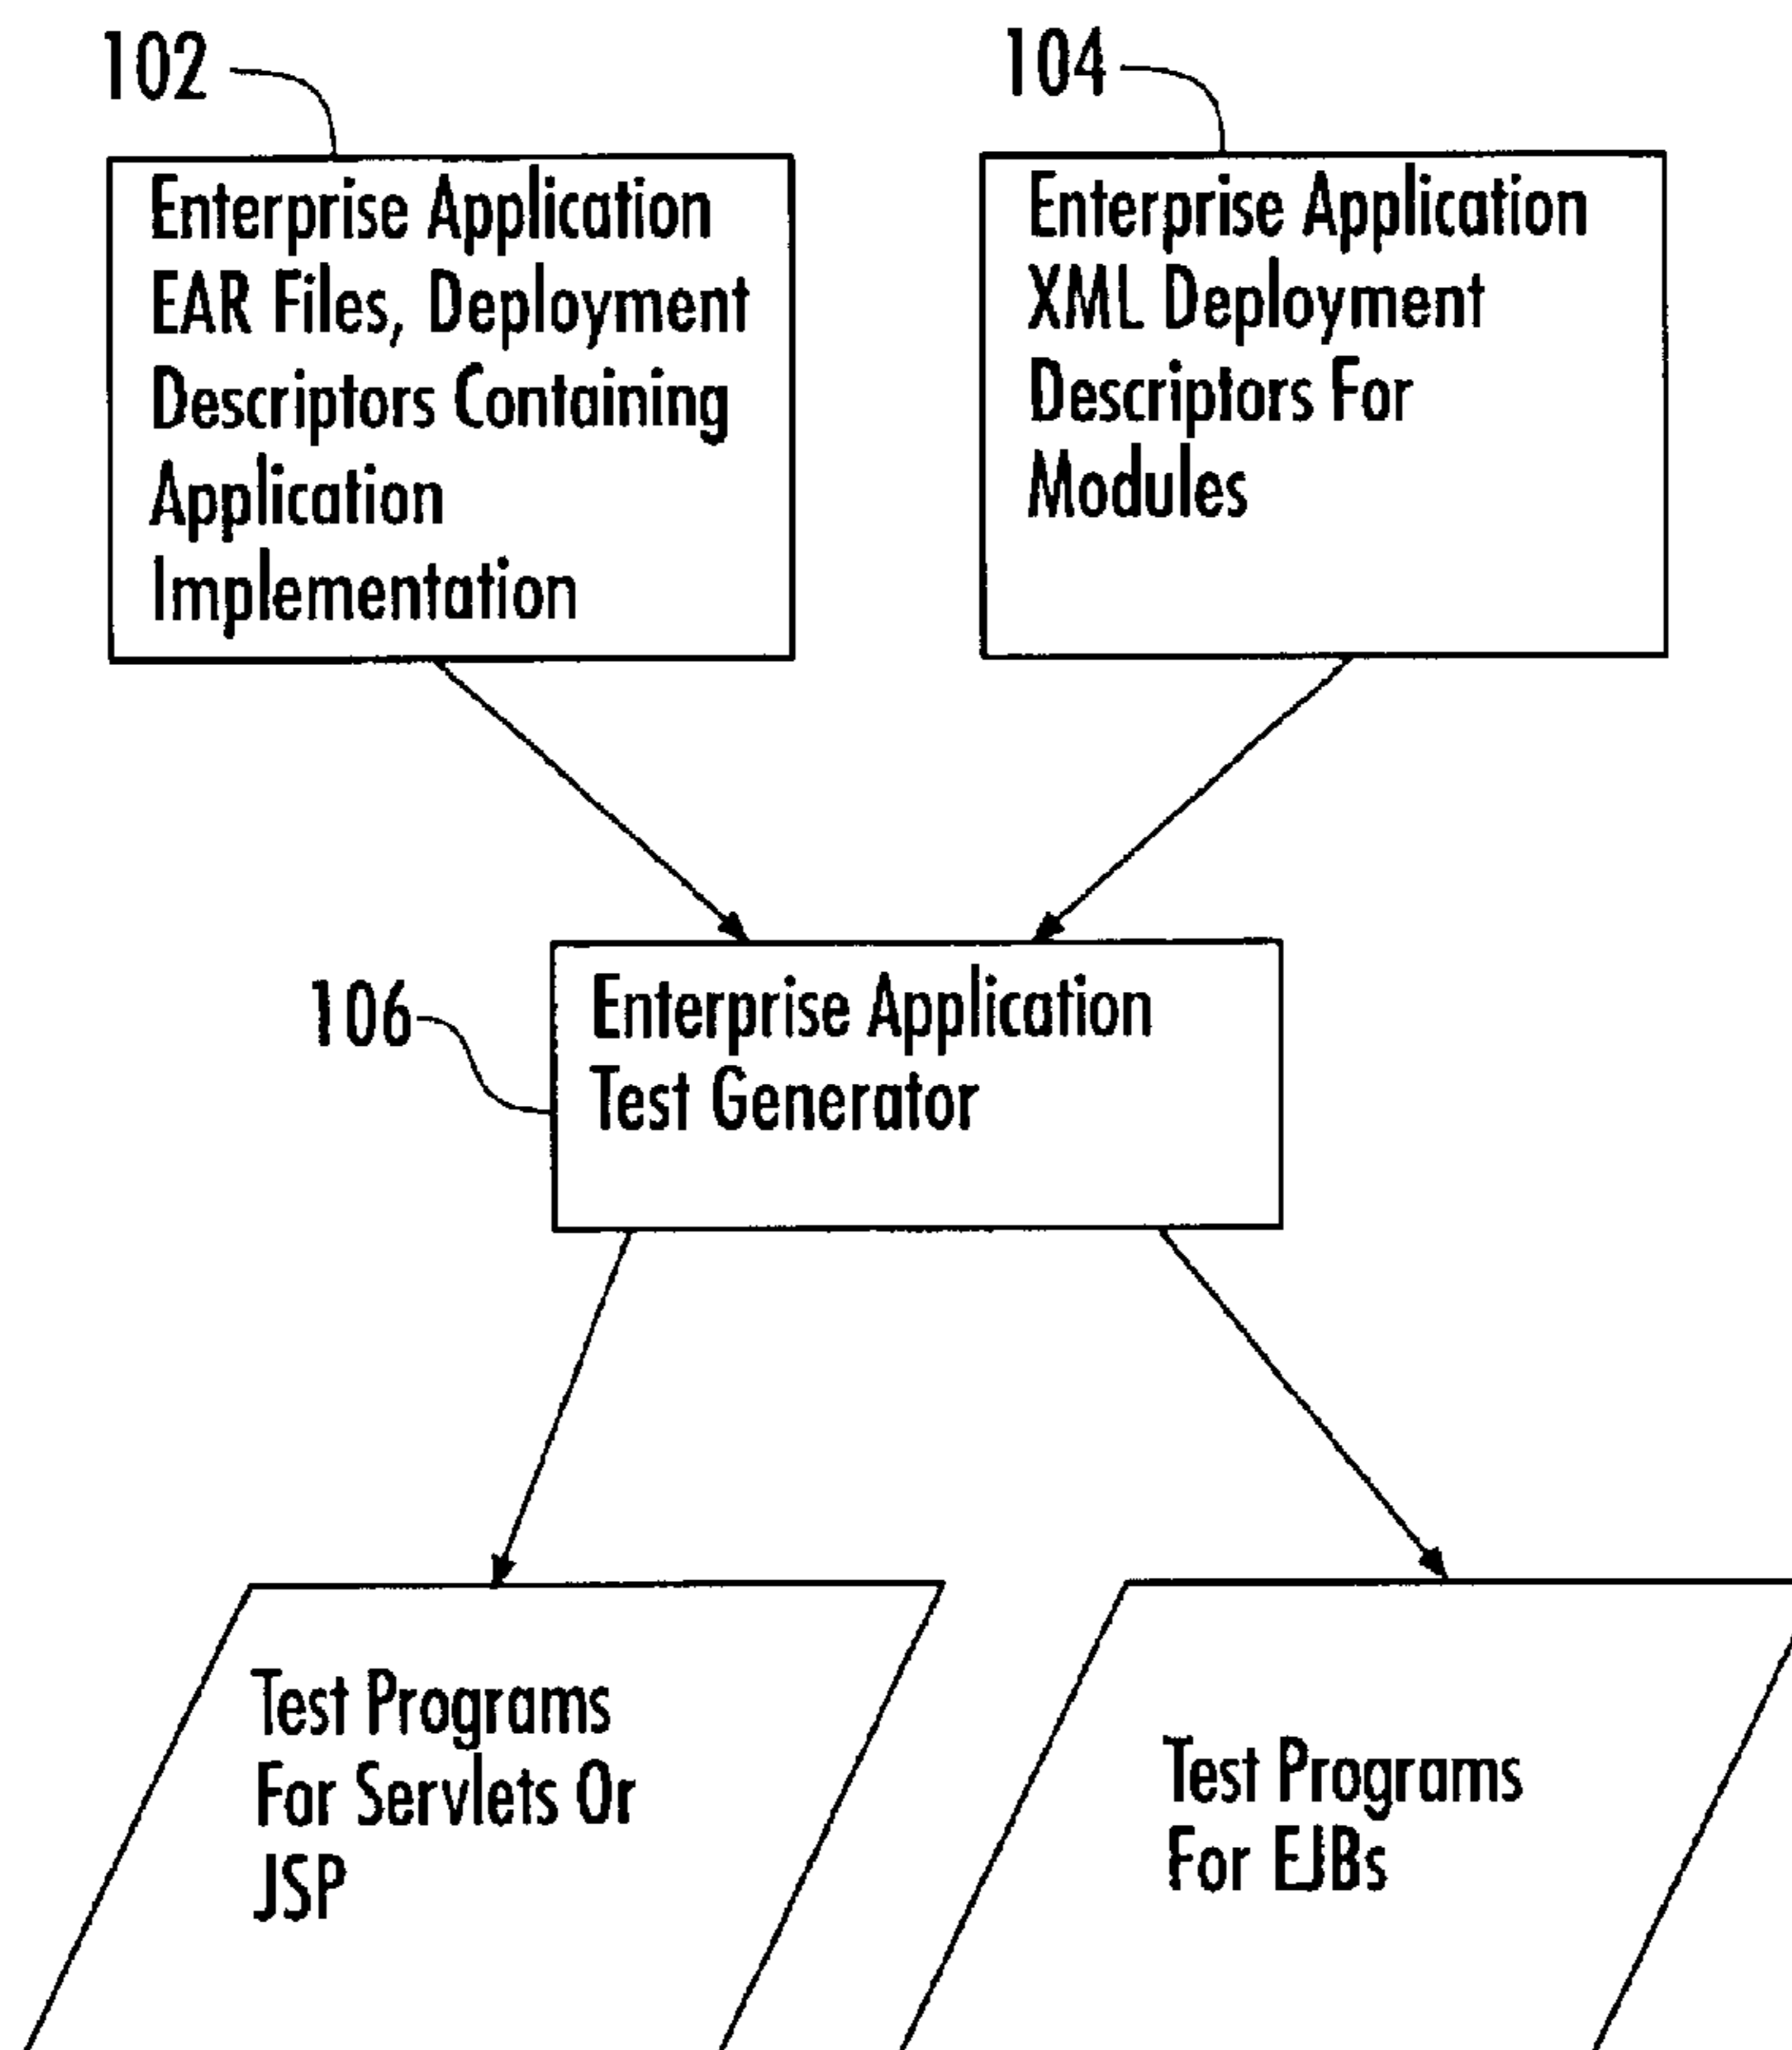 102
104
Enterprise Application
EAR Files, Deployment
Descriptors Containing
Application
Implementation
Enterprise Application
XML Deployment
Descriptors For
Modules
106
Enterprise Application
Test Generator
Test Programs
For Servlets Or
JSP
Test Programs
For EJBs